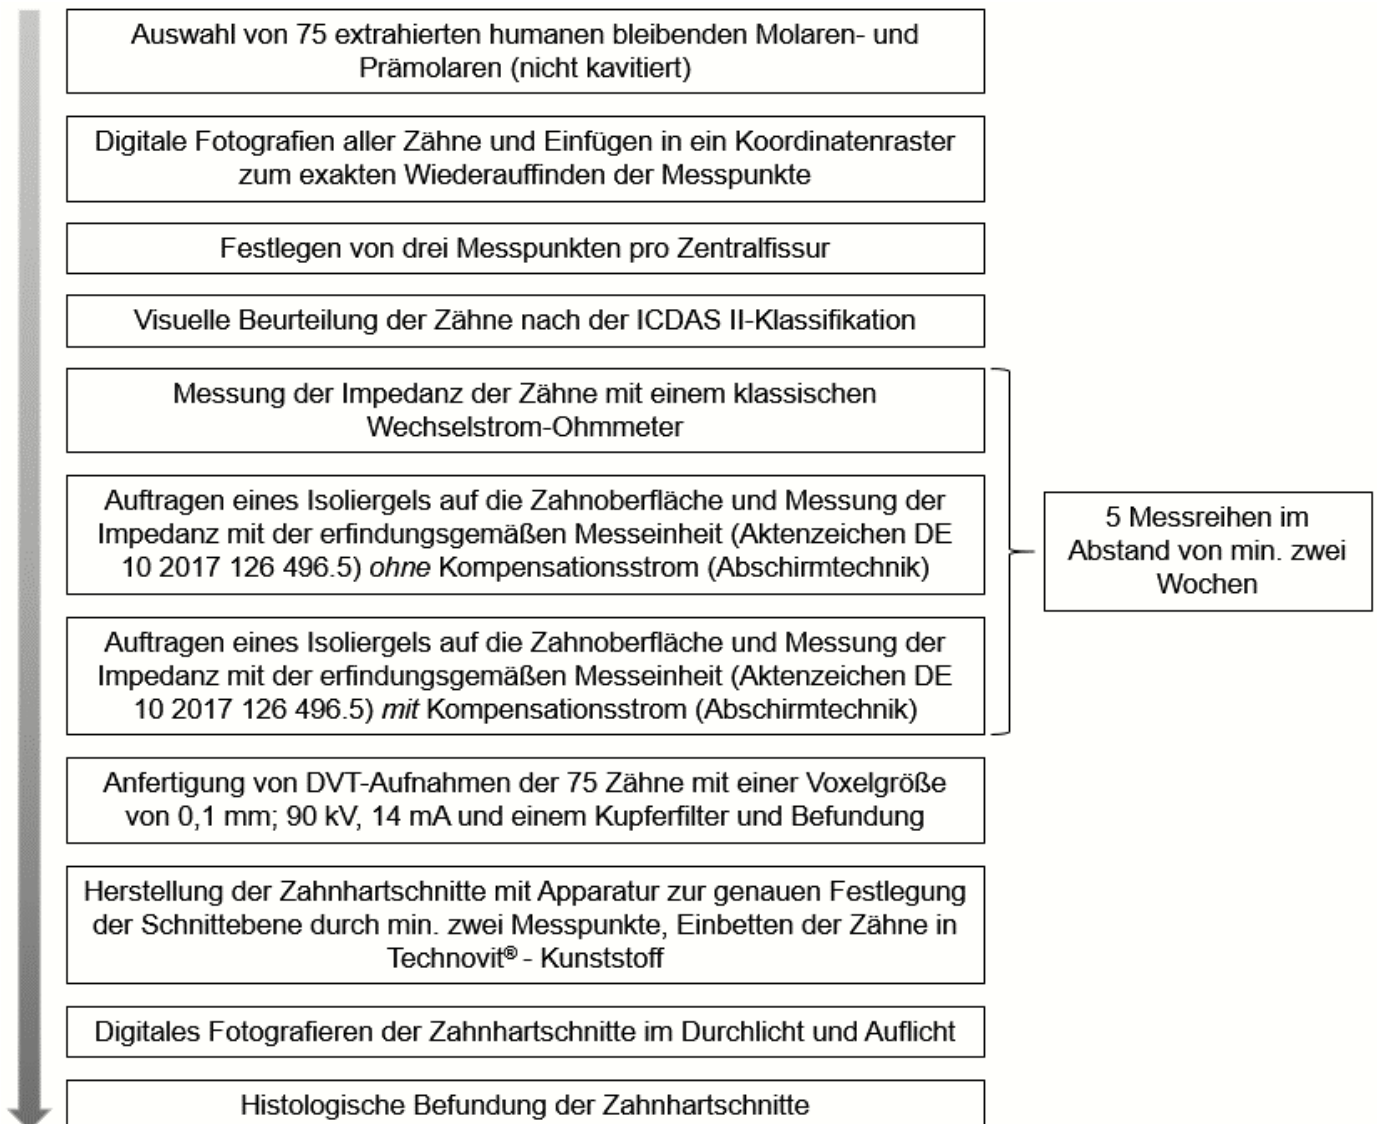 Auswahl von 75 extrahierten humanen bleibenden Molaren- und
Prämolaren (nicht kavitiert)
Digitale Fotografien aller Zähne und Einfügen in ein Koordinatenraster
zum exakten Wiederauffinden der Messpunkte
Festlegen von drei Messpunkten pro Zentralfissur
Visuelle Beurteilung der Zähne nach der ICDAS II-Klassifikation
Messung der Impedanz der Zähne mit einem klassischen
Wechselstrom-Ohmmeter
Auftragen eines Isoliergels auf die Zahnoberfläche und Messung der
Impedanz mit der erfindungsgemäßen Messeinheit (Aktenzeichen DE
10 2017 126 496.5) ohne Kompensationsstrom (Abschirmtechnik)
Auftragen eines Isoliergels auf die Zahnoberfläche und Messung der
Impedanz mit der erfindungsgemäßen Messeinheit (Aktenzeichen DE
10 2017 126 496.5) mit Kompensationsstrom (Abschirmtechnik)
5 Messreihen im
Abstand von min. zwei
Wochen
Anfertigung von DVT-Aufnahmen der 75 Zähne mit einer Voxelgröße
von 0,1 mm; 90 kV, 14 mA und einem Kupferfilter und Befundung
Herstellung der Zahnhartschnitte mit Apparatur zur genauen Festlegung
der Schnittebene durch min. zwei Messpunkte, Einbetten der Zähne in
Technovit® - Kunststoff
Digitales Fotografieren der Zahnhartschnitte im Durchlicht und Auflicht
Histologische Befundung der Zahnhartschnitte